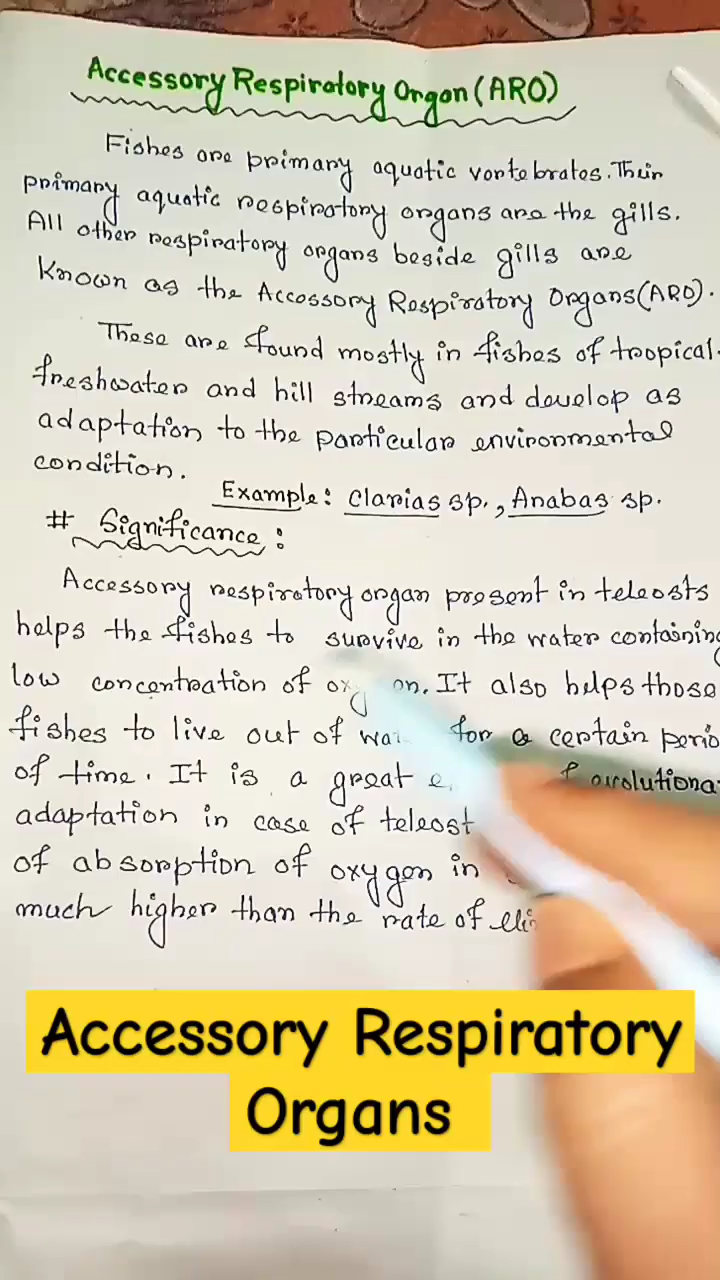 Accessory Respiratory Organ (ARO)
Fishes are primary aquatic vertebrates. Their
primary aquatic respiratory organs are the gills.
All other respiratory organs beside gills are
Known as the Accossory Respiratory Organs (ARO).
These are found mostly in fishes of tropical
freshwater and hill streams and develop as
adaptation to the particular environmental
condition.
Example: Clarias sp., Anabas sp.
# Significance:
Accessory respiratory organ present in teleosts
helps the fishes to survive in the water containing
low concentration of It also helps those
fishes to live out of for a certain perio
of time. It is a great
adaptation in case of teleost
of absorption of oxygen in
much higher than the rate of
Accessory Respiratory
Organs